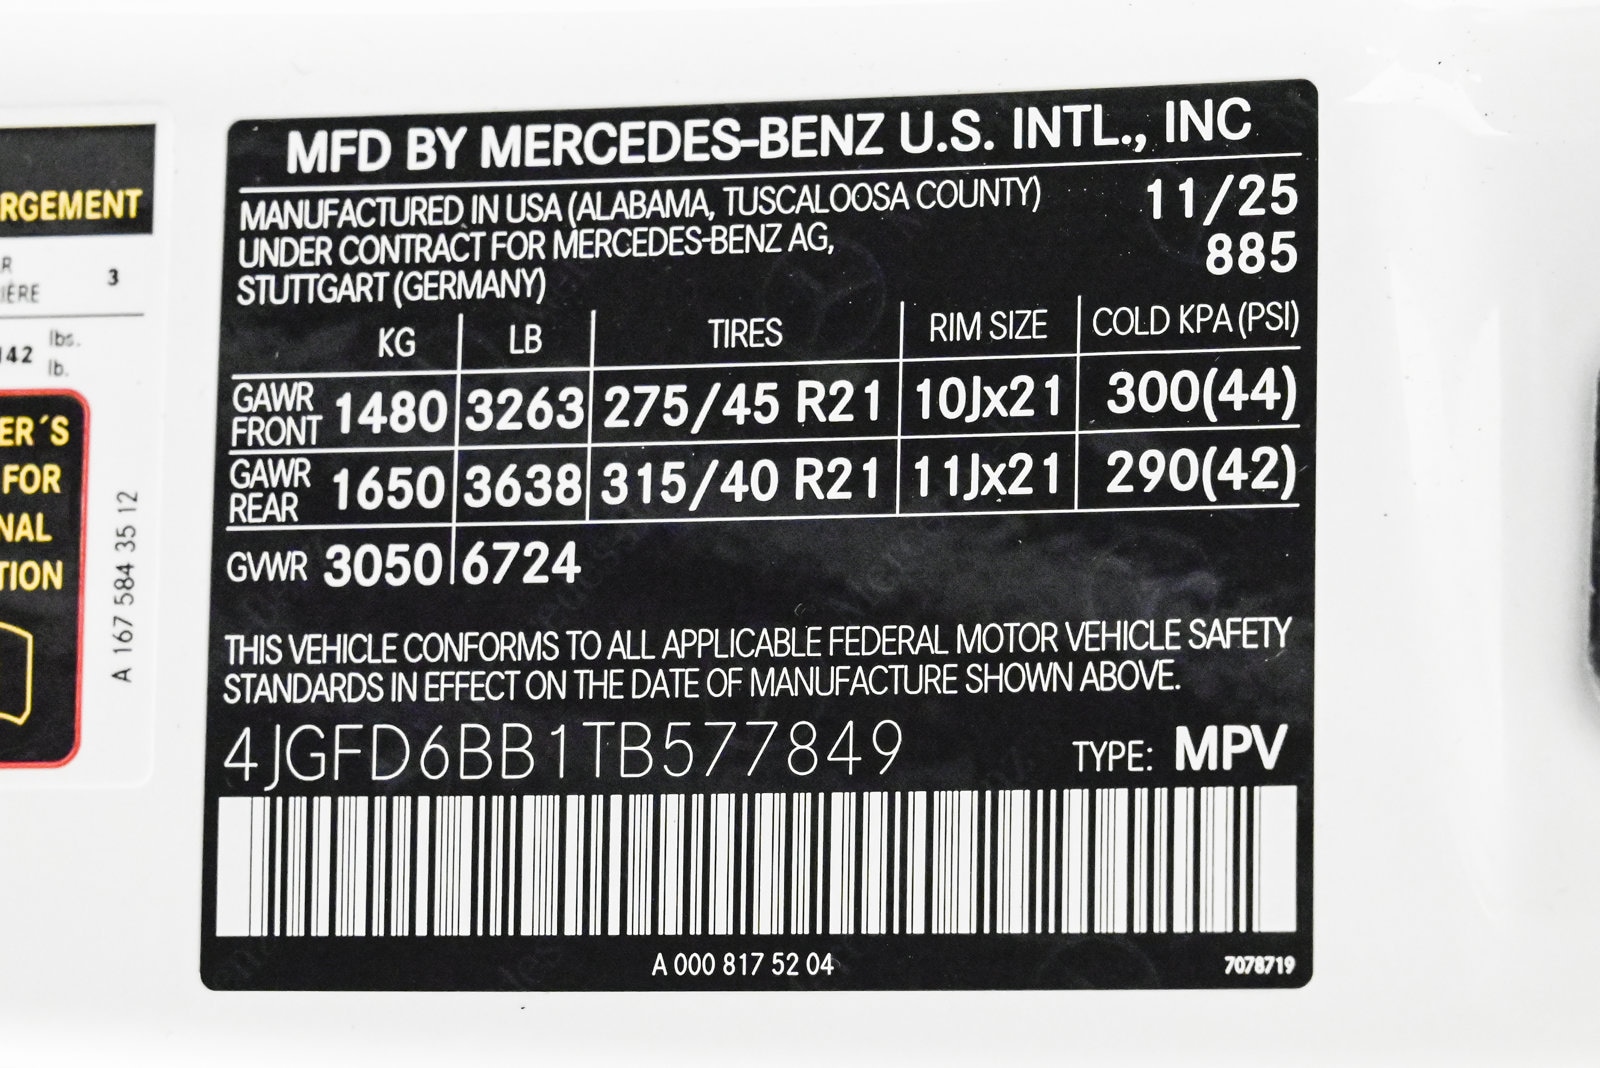 MFD BY MERCEDES-BENZ U.S. INTL., INC
MANUFACTURED IN USA (ALABAMA, TUSCALOOSA COUNTY) 11/25
UNDER CONTRACT FOR MERCEDES-BENZ AG, 885
STUTTGART (GERMANY)
KG LB TIRES RIM SIZE COLD KPA (PSI)
GAWR FRONT 1480 3263 275/45 R21 10Jx21 300(44)
GAWR REAR 1650 3638 315/40 R21 11Jx21 290(42)
GVWR 3050 6724
THIS VEHICLE CONFORMS TO ALL APPLICABLE FEDERAL MOTOR VEHICLE SAFETY
STANDARDS IN EFFECT ON THE DATE OF MANUFACTURE SHOWN ABOVE.
4JGFD6BB1TB577849 TYPE: MPV
A 000 817 52 04 7078719
RGEMENT
R
IÈRE 3
142 lbs.
lb.
ER´S
FOR
NAL
TION
A 167 584 35 12